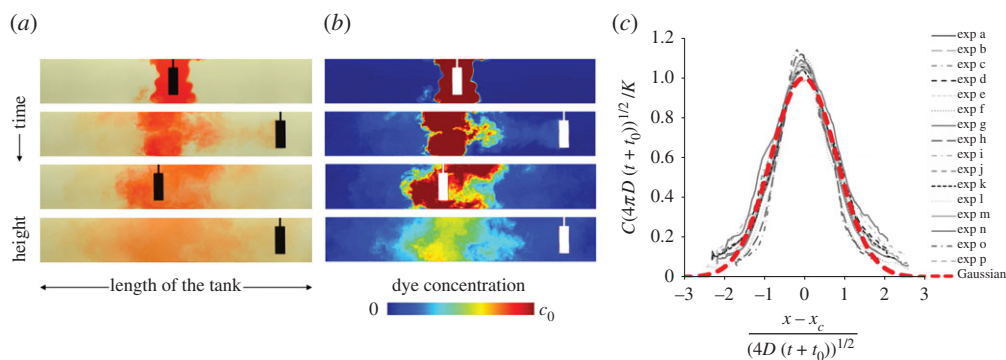 (a)
(b)
(c)
time
height
length of the tank
dye concentration
0
c₀
C(4πD (t + t₀))¹/²/K
1.2
1.0
0.8
0.6
0.4
0.2
0
−3
−2
−1
0
1
2
3
x − x_c
(4D (t + t₀))¹/²
exp a
exp b
exp c
exp d
exp e
exp f
exp g
exp h
exp i
exp j
exp k
exp l
exp m
exp n
exp o
exp p
Gaussian